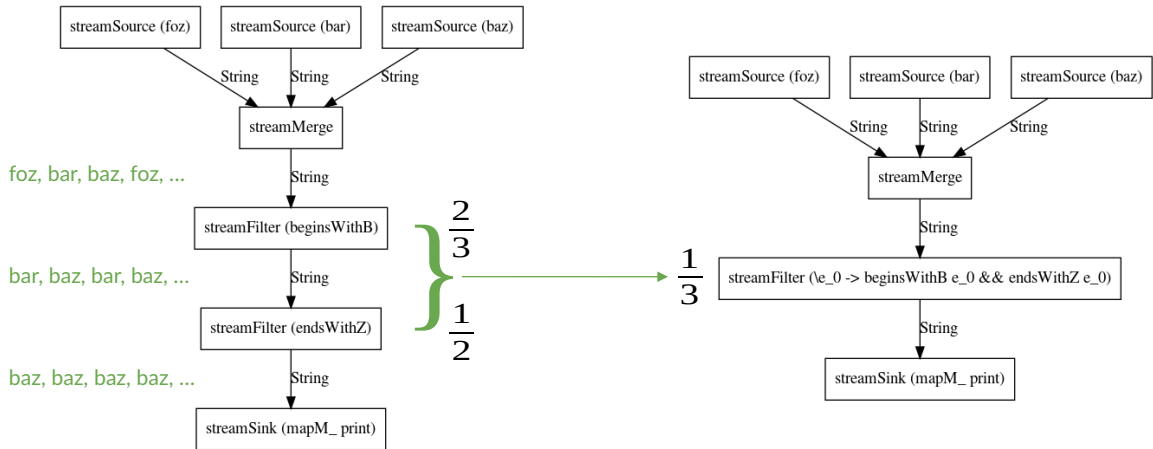 streamSource (foz)
streamSource (bar)
streamSource (baz)
String
String
String
streamMerge
foz, bar, baz, foz, ...
String
streamFilter (beginsWithB)
2
3
bar, baz, bar, baz, ...
String
streamFilter (endsWithZ)
1
2
baz, baz, baz, baz, ...
String
streamSink (mapM_ print)
streamSource (foz)
streamSource (bar)
streamSource (baz)
String
String
String
streamMerge
String
1
3
streamFilter (\e_0 -> beginsWithB e_0 && endsWithZ e_0)
String
streamSink (mapM_ print)